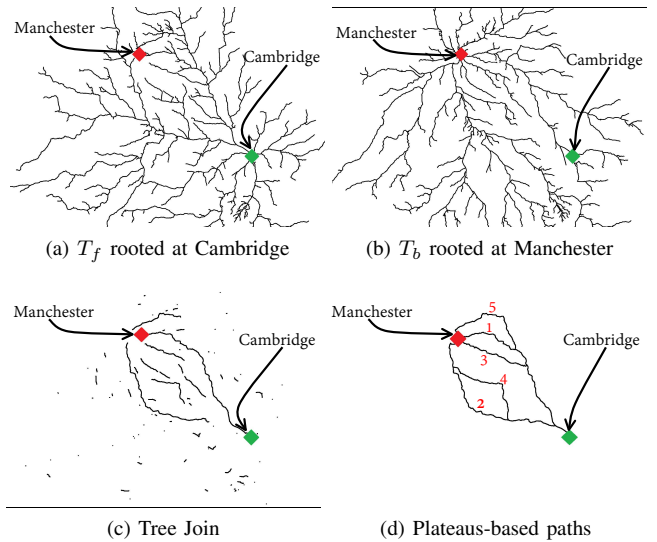 Manchester
Cambridge
Manchester
Cambridge
(a) T_f rooted at Cambridge
(b) T_b rooted at Manchester
Manchester
Cambridge
5
Manchester
1
Cambridge
3
4
2
(c) Tree Join
(d) Plateaus-based paths